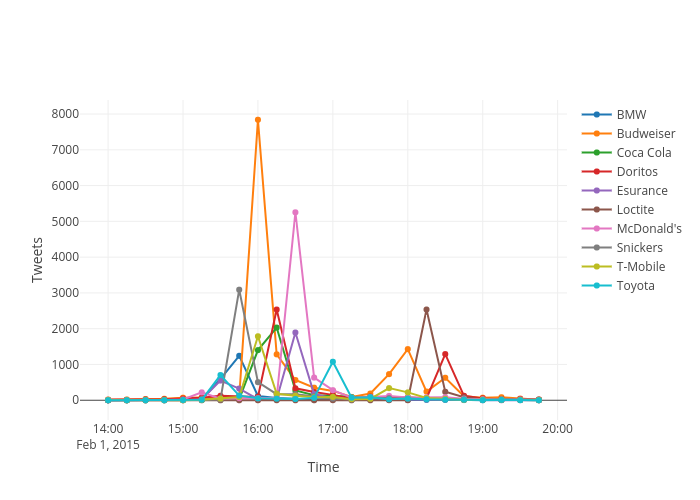 8000
7000
6000
5000
4000
3000
2000
1000
0
Tweets
14:00
15:00
16:00
17:00
18:00
19:00
20:00
Feb 1, 2015
Time
BMW
Budweiser
Coca Cola
Doritos
Esurance
Loctite
McDonald's
Snickers
T-Mobile
Toyota